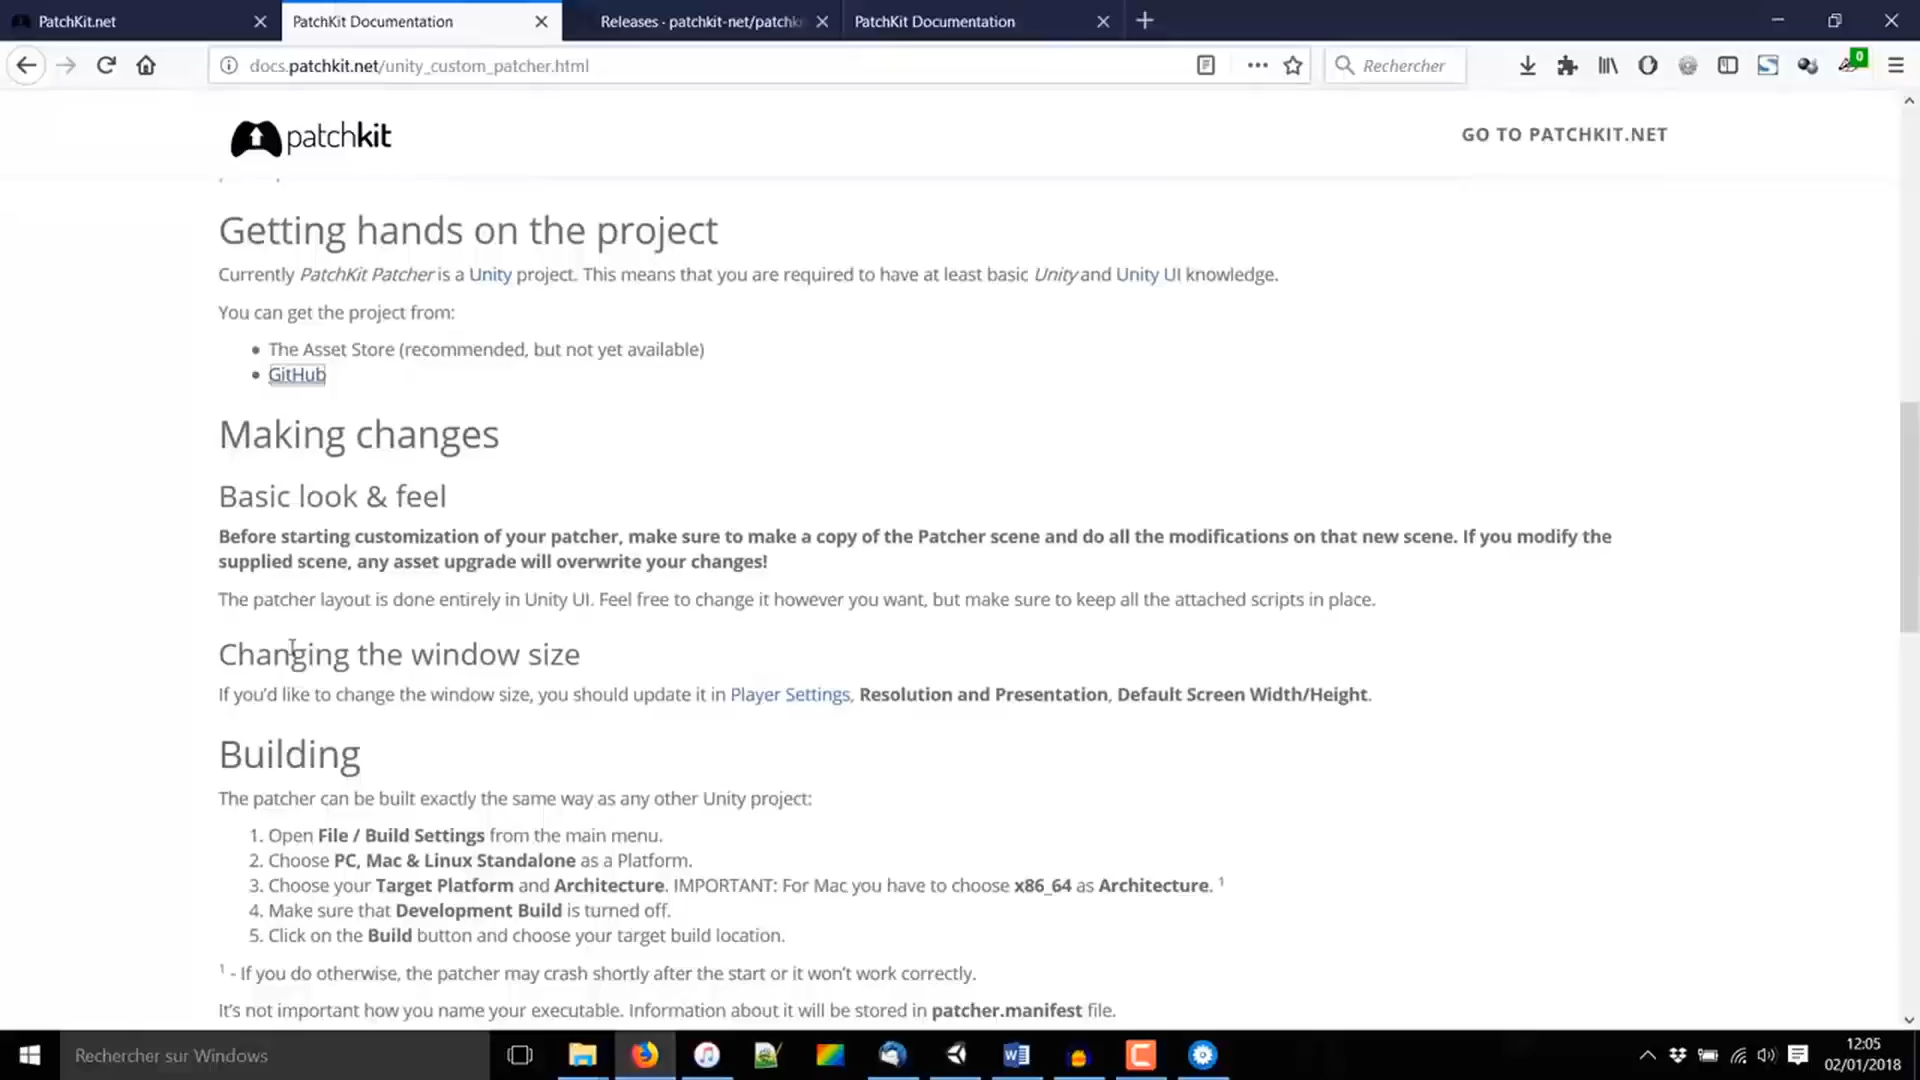 PatchKit.net
PatchKit Documentation
Releases · patchkit-net/patchk
PatchKit Documentation
docs.patchkit.net/unity_custom_patcher.html
Rechercher
0
patchkit
GO TO PATCHKIT.NET
Getting hands on the project
Currently PatchKit Patcher is a Unity project. This means that you are required to have at least basic Unity and Unity UI knowledge.
You can get the project from:
• The Asset Store (recommended, but not yet available)
• GitHub
Making changes
Basic look & feel
Before starting customization of your patcher, make sure to make a copy of the Patcher scene and do all the modifications on that new scene. If you modify the
supplied scene, any asset upgrade will overwrite your changes!
The patcher layout is done entirely in Unity UI. Feel free to change it however you want, but make sure to keep all the attached scripts in place.
Changing the window size
If you'd like to change the window size, you should update it in Player Settings, Resolution and Presentation, Default Screen Width/Height.
Building
The patcher can be built exactly the same way as any other Unity project:
1. Open File / Build Settings from the main menu.
2. Choose PC, Mac & Linux Standalone as a Platform.
3. Choose your Target Platform and Architecture. IMPORTANT: For Mac you have to choose x86_64 as Architecture. 1
4. Make sure that Development Build is turned off.
5. Click on the Build button and choose your target build location.
1 - If you do otherwise, the patcher may crash shortly after the start or it won't work correctly.
It's not important how you name your executable. Information about it will be stored in patcher.manifest file.
Rechercher sur Windows
12:05
02/01/2018